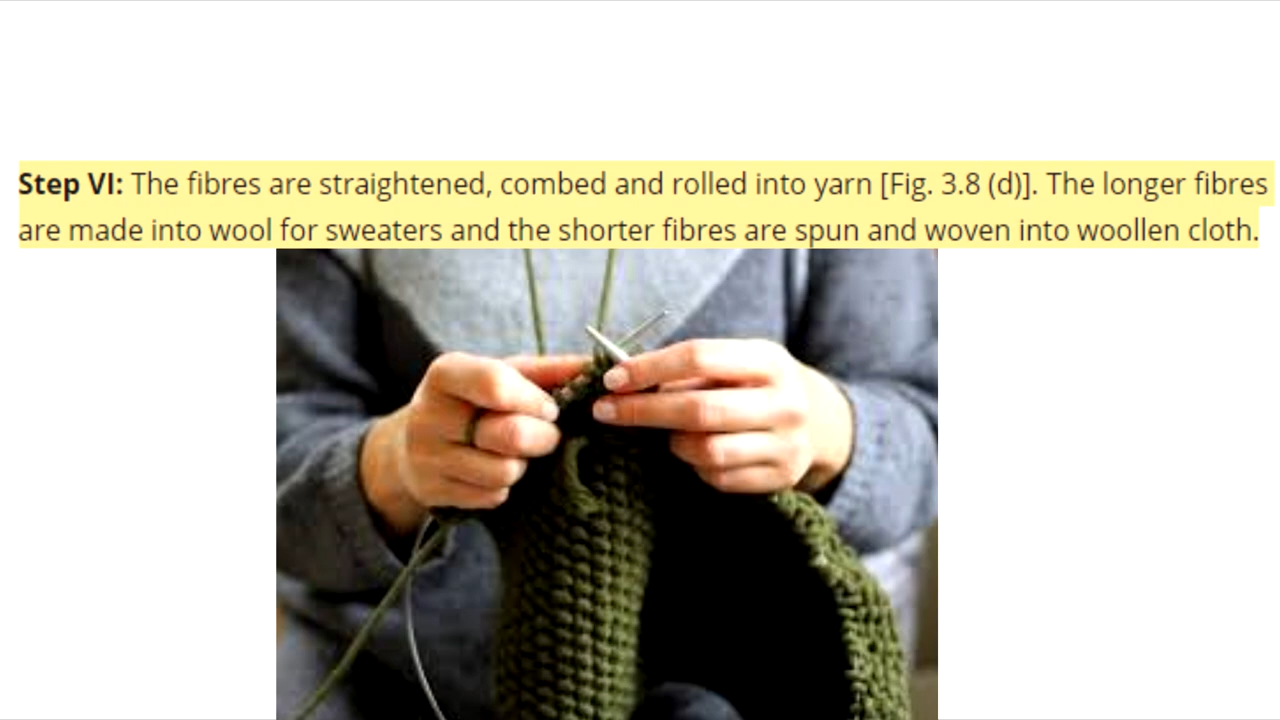 Step VI: The fibres are straightened, combed and rolled into yarn [Fig. 3.8 (d)]. The longer fibres
are made into wool for sweaters and the shorter fibres are spun and woven into woollen cloth.